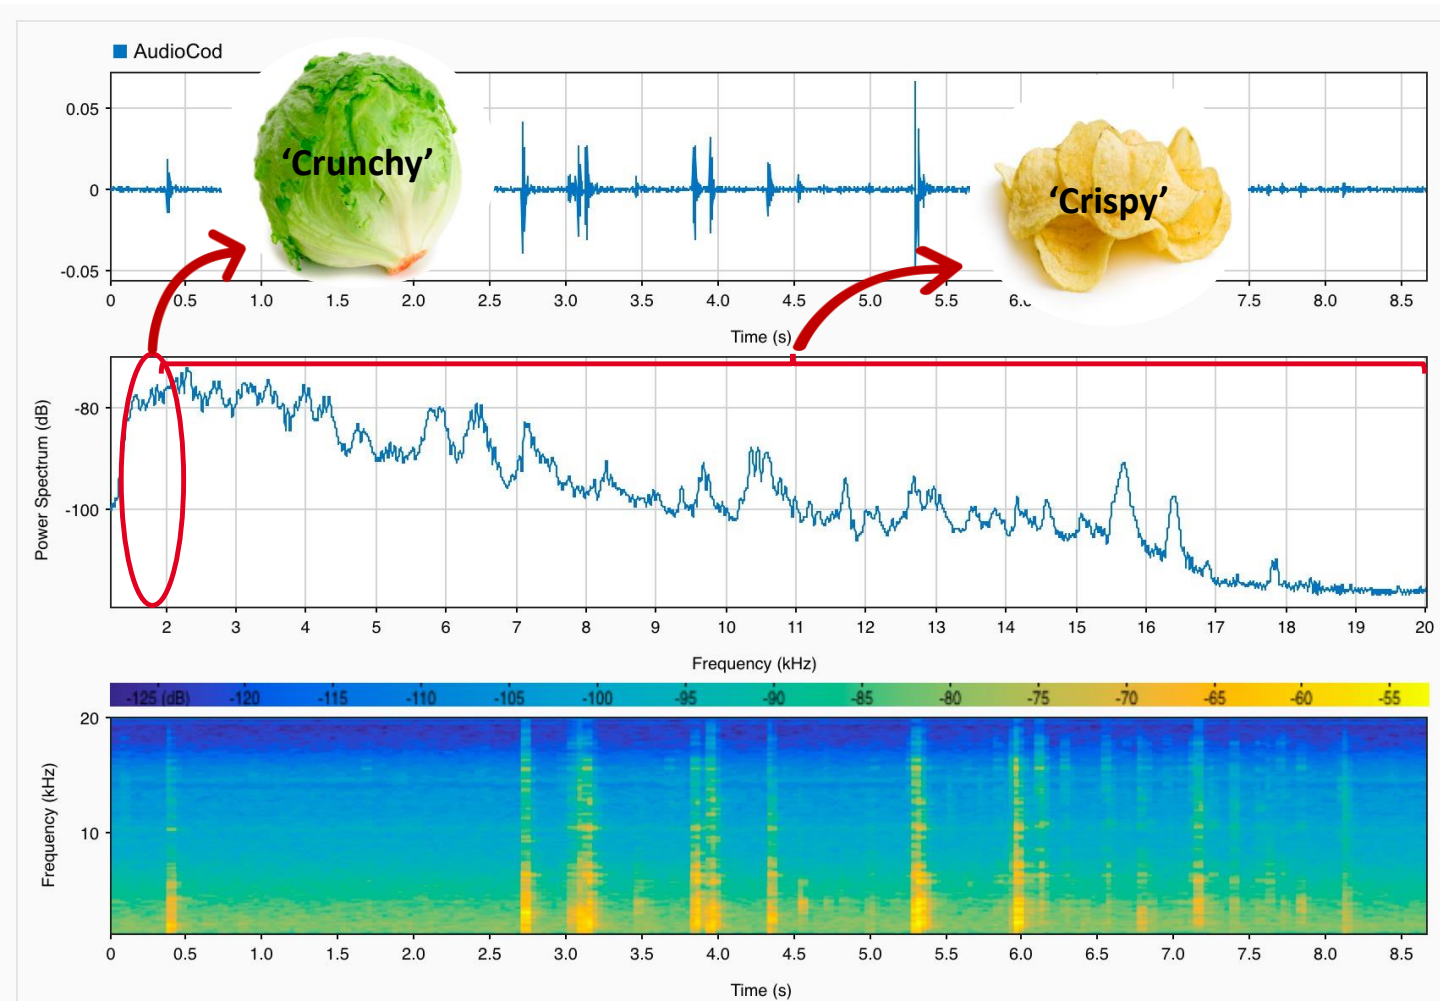 AudioCod
0.05
0
-0.05
‘Crunchy’
‘Crispy’
0 0.5 1.0 1.5 2.0 2.5 3.0 3.5 4.0 4.5 5.0 5.5 7.5 8.0 8.5
Time (s)
Power Spectrum (dB)
-80
-100
2 3 4 5 6 7 8 9 10 11 12 13 14 15 16 17 18 19 20
Frequency (kHz)
-125 (dB) -120 -115 -110 -105 -100 -95 -90 -85 -80 -75 -70 -65 -60 -55
Frequency (kHz)
20
10
0 0.5 1.0 1.5 2.0 2.5 3.0 3.5 4.0 4.5 5.0 5.5 6.0 6.5 7.0 7.5 8.0 8.5
Time (s)